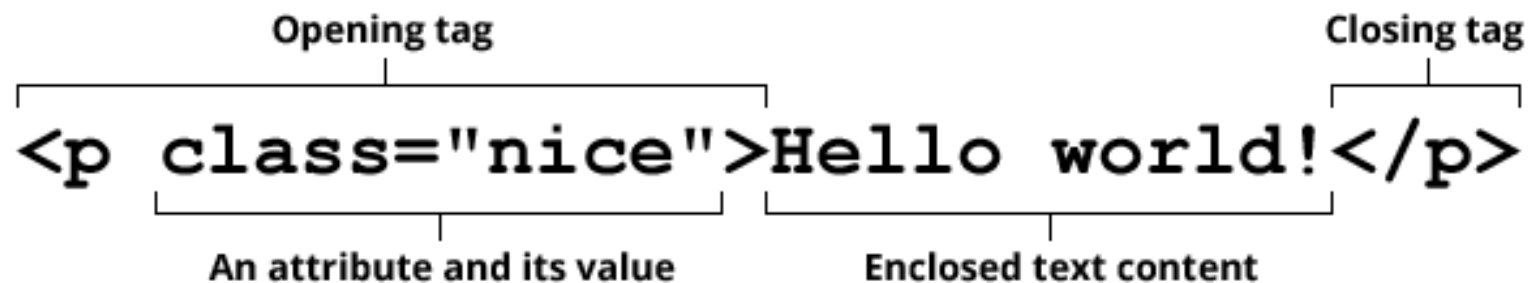 Opening tag
Closing tag
<p class="nice">Hello world!</p>
An attribute and its value
Enclosed text content